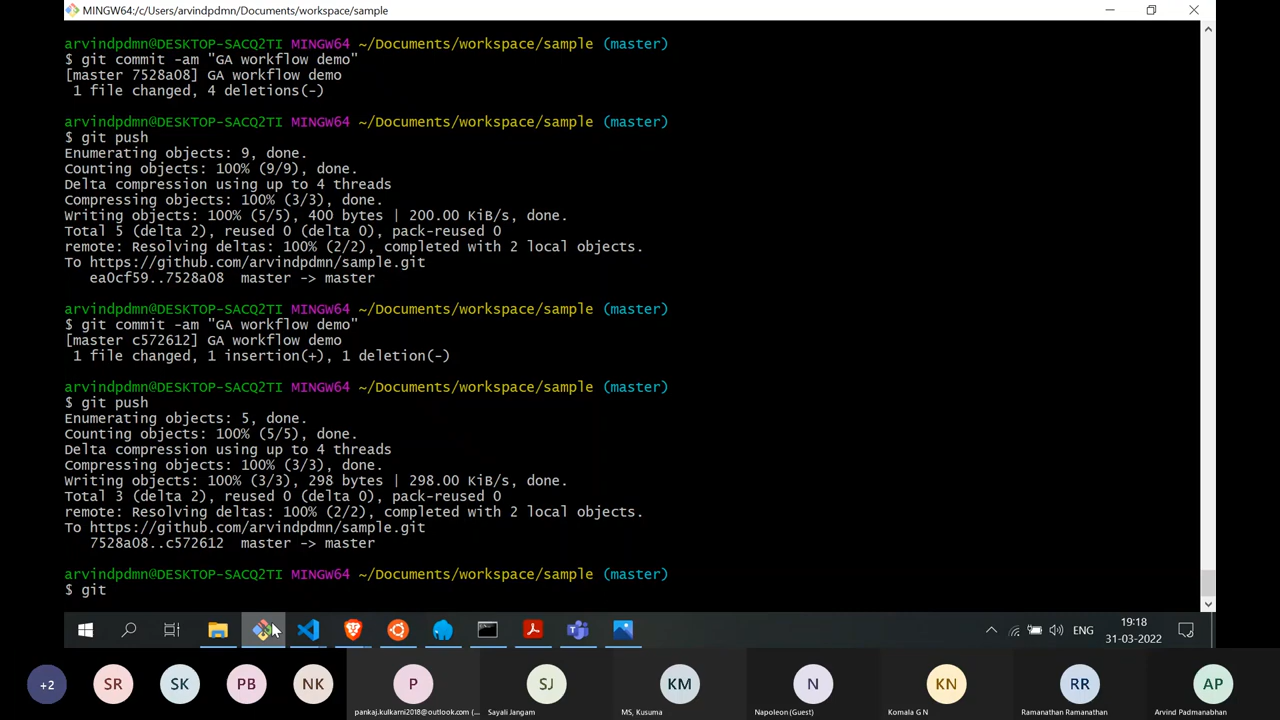 MINGW64:/c/Users/arvindpdmn/Documents/workspace/sample
arvindpdmn@DESKTOP-SACQ2TI MINGW64 ~/Documents/workspace/sample (master)
$ git commit -am "GA workflow demo"
[master 7528a08] GA workflow demo
1 file changed, 4 deletions(-)
arvindpdmn@DESKTOP-SACQ2TI MINGW64 ~/Documents/workspace/sample (master)
$ git push
Enumerating objects: 9, done.
Counting objects: 100% (9/9), done.
Delta compression using up to 4 threads
Compressing objects: 100% (3/3), done.
Writing objects: 100% (5/5), 400 bytes | 200.00 KiB/s, done.
Total 5 (delta 2), reused 0 (delta 0), pack-reused 0
remote: Resolving deltas: 100% (2/2), completed with 2 local objects.
To https://github.com/arvindpdmn/sample.git
ea0cf59..7528a08  master -> master
arvindpdmn@DESKTOP-SACQ2TI MINGW64 ~/Documents/workspace/sample (master)
$ git commit -am "GA workflow demo"
[master c572612] GA workflow demo
1 file changed, 1 insertion(+), 1 deletion(-)
arvindpdmn@DESKTOP-SACQ2TI MINGW64 ~/Documents/workspace/sample (master)
$ git push
Enumerating objects: 5, done.
Counting objects: 100% (5/5), done.
Delta compression using up to 4 threads
Compressing objects: 100% (3/3), done.
Writing objects: 100% (3/3), 298 bytes | 298.00 KiB/s, done.
Total 3 (delta 2), reused 0 (delta 0), pack-reused 0
remote: Resolving deltas: 100% (2/2), completed with 2 local objects.
To https://github.com/arvindpdmn/sample.git
7528a08..c572612  master -> master
arvindpdmn@DESKTOP-SACQ2TI MINGW64 ~/Documents/workspace/sample (master)
$ git
ENG
19:18
31-03-2022
+2
SR
SK
PB
NK
P
SJ
KM
N
KN
RR
AP
pankaj.kulkarni2018@outlook.com (...
Sayali Jangam
MS, Kusuma
Napoleon (Guest)
Komala G N
Ramanathan Ramanathan
Arvind Padmanabhan